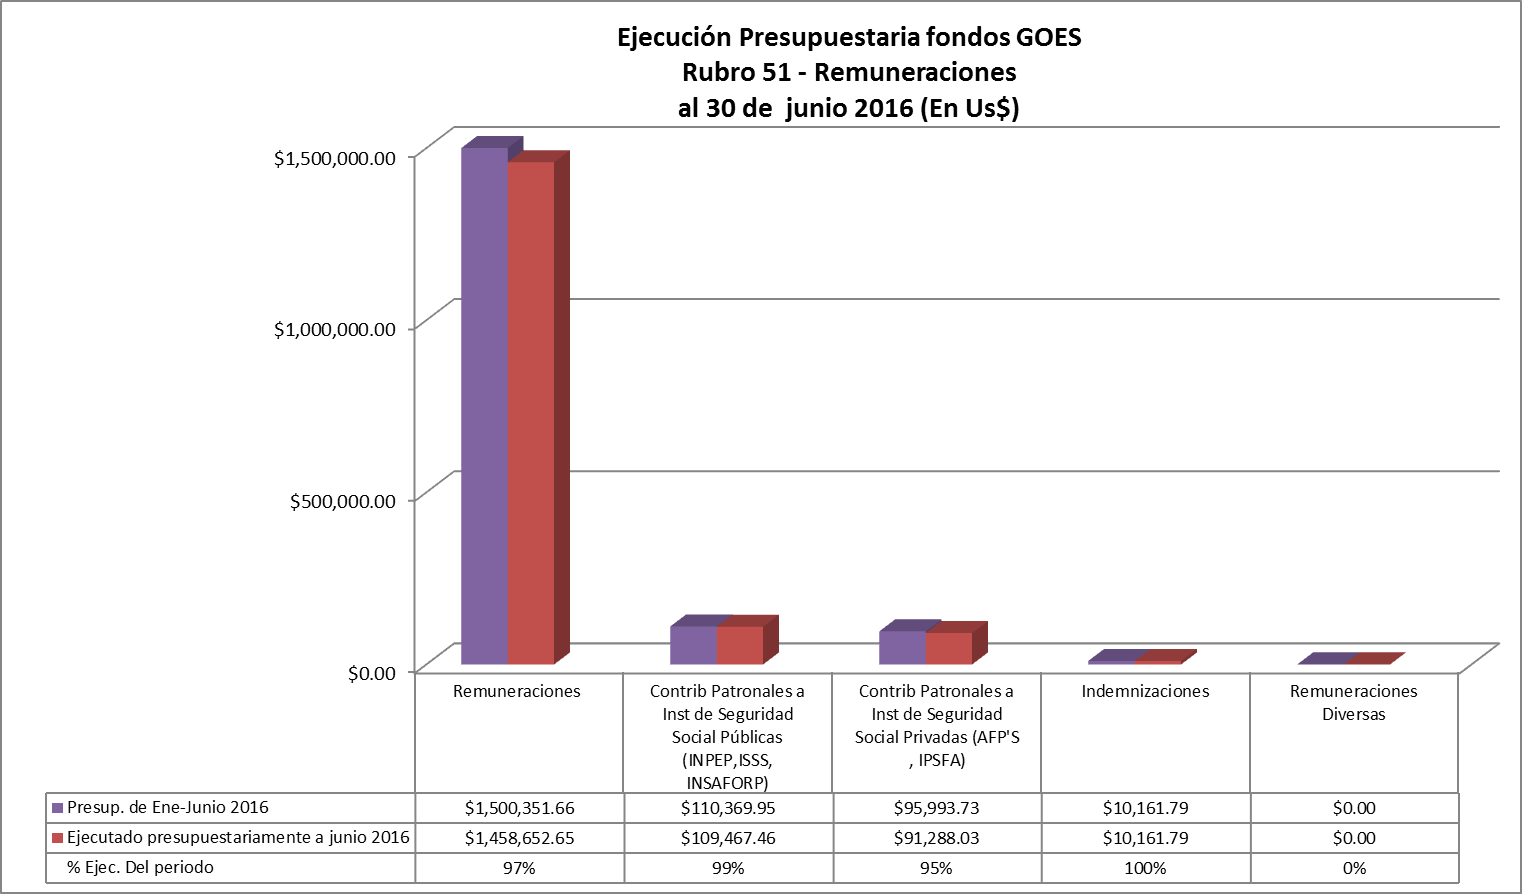 Ejecución Presupuestaria fondos GOES
Rubro 51 - Remuneraciones
al 30 de  junio 2016 (En Us$)
$1,500,000.00
$1,000,000.00
$500,000.00
$0.00
Remuneraciones
Contrib Patronales a
Inst de Seguridad
Social Públicas
(INPEP,ISSS,
INSAFORP)
Contrib Patronales a
Inst de Seguridad
Social Privadas (AFP'S
, IPSFA)
Indemnizaciones
Remuneraciones
Diversas
Presup. de Ene-Junio 2016 $1,500,351.66 $110,369.95 $95,993.73 $10,161.79 $0.00
Ejecutado presupuestariamente a junio 2016 $1,458,652.65 $109,467.46 $91,288.03 $10,161.79 $0.00
% Ejec. Del periodo 97% 99% 95% 100% 0%